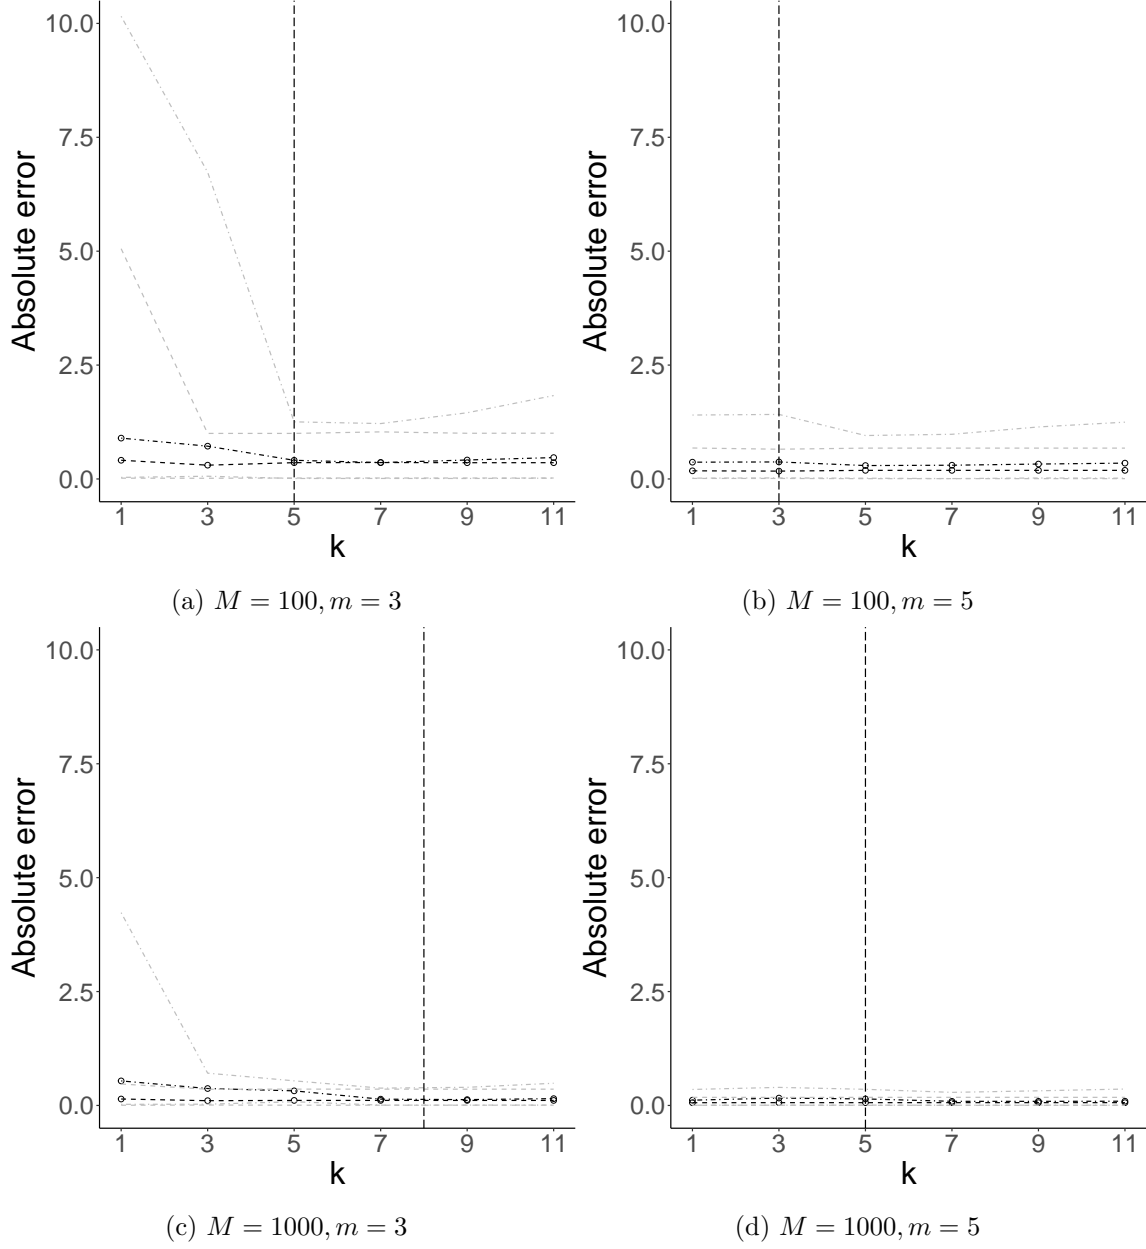 10.0
7.5
5.0
2.5
0.0
Absolute error
1 3 5 7 9 11
k
(a) M = 100, m = 3
10.0
7.5
5.0
2.5
0.0
Absolute error
1 3 5 7 9 11
k
(b) M = 100, m = 5
10.0
7.5
5.0
2.5
0.0
Absolute error
1 3 5 7 9 11
k
(c) M = 1000, m = 3
10.0
7.5
5.0
2.5
0.0
Absolute error
1 3 5 7 9 11
k
(d) M = 1000, m = 5